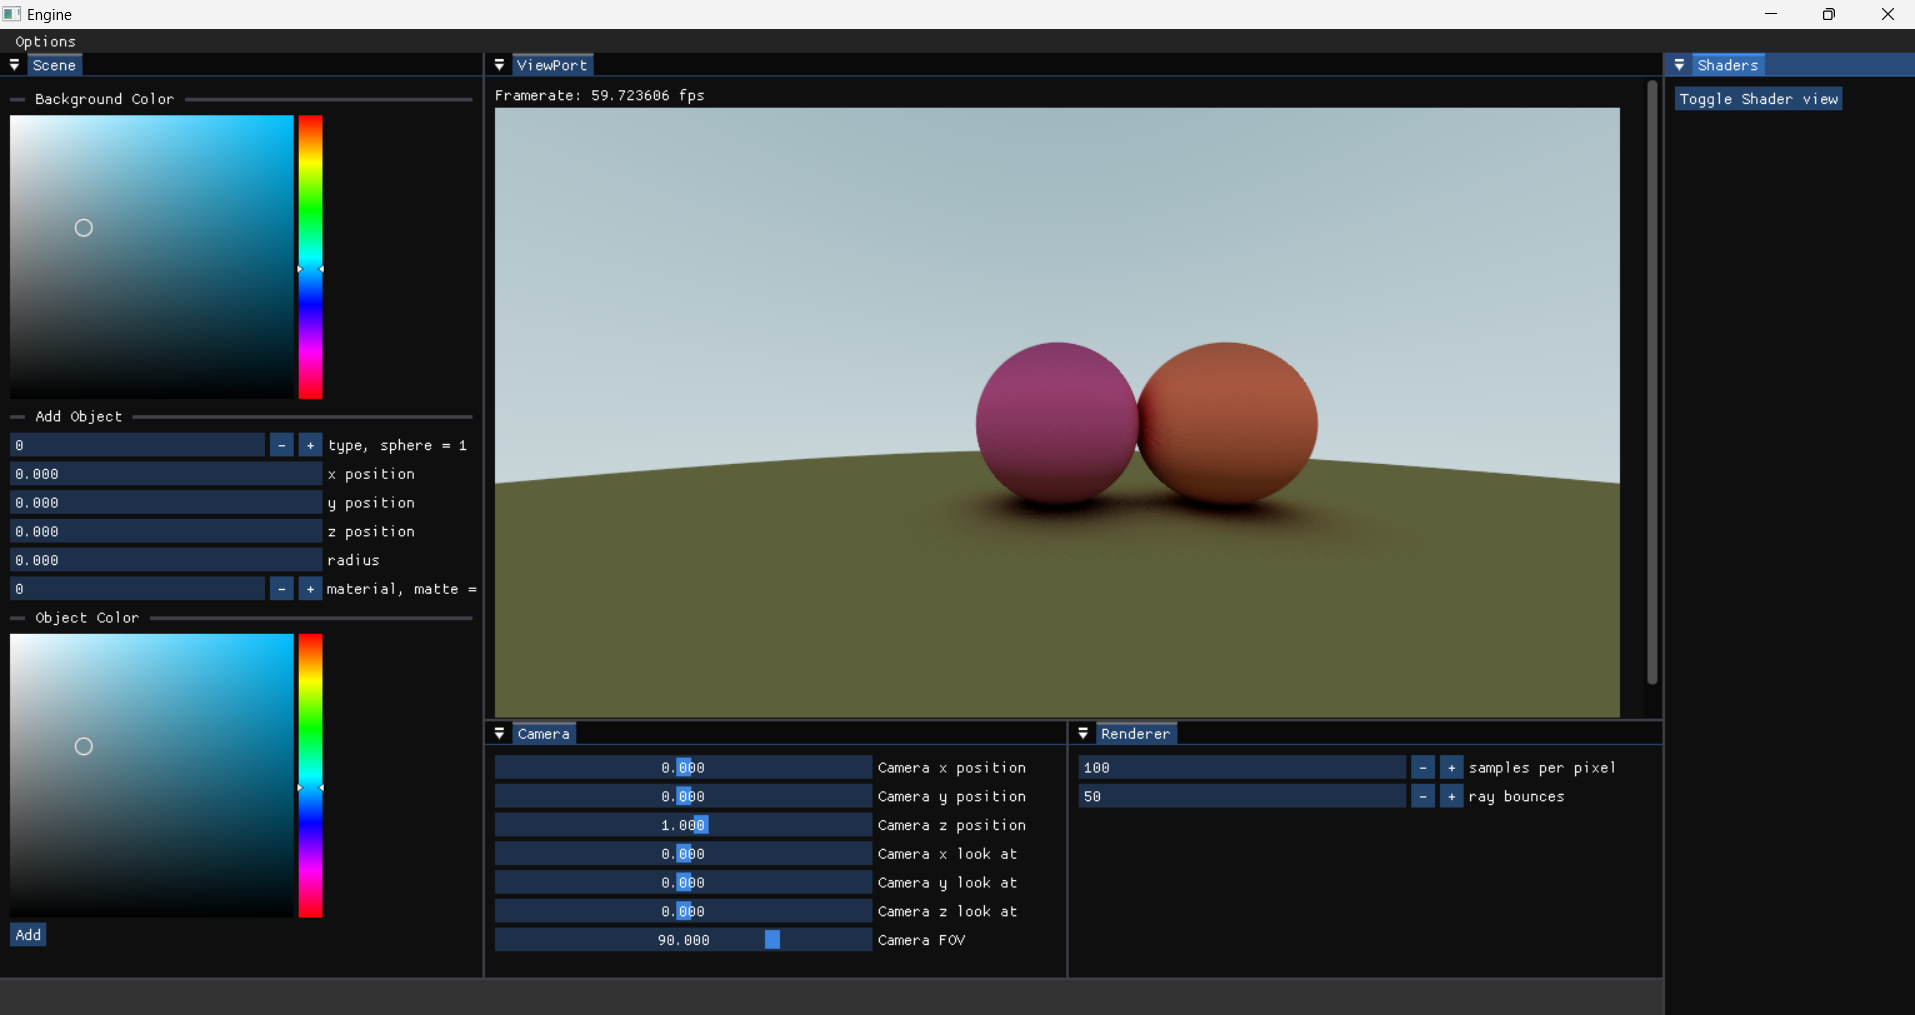 Engine
Options
Scene
Background Color
Add Object
0 - + type, sphere = 1
0.000 x position
0.000 y position
0.000 z position
0.000 radius
0 - + material, matte =
Object Color
Add
ViewPort
Framerate: 59.723606 fps
Camera
0.000 Camera x position
0.000 Camera y position
1.000 Camera z position
0.000 Camera x look at
0.000 Camera y look at
0.000 Camera z look at
90.000 Camera FOV
Renderer
100 - + samples per pixel
50 - + ray bounces
Shaders
Toggle Shader view